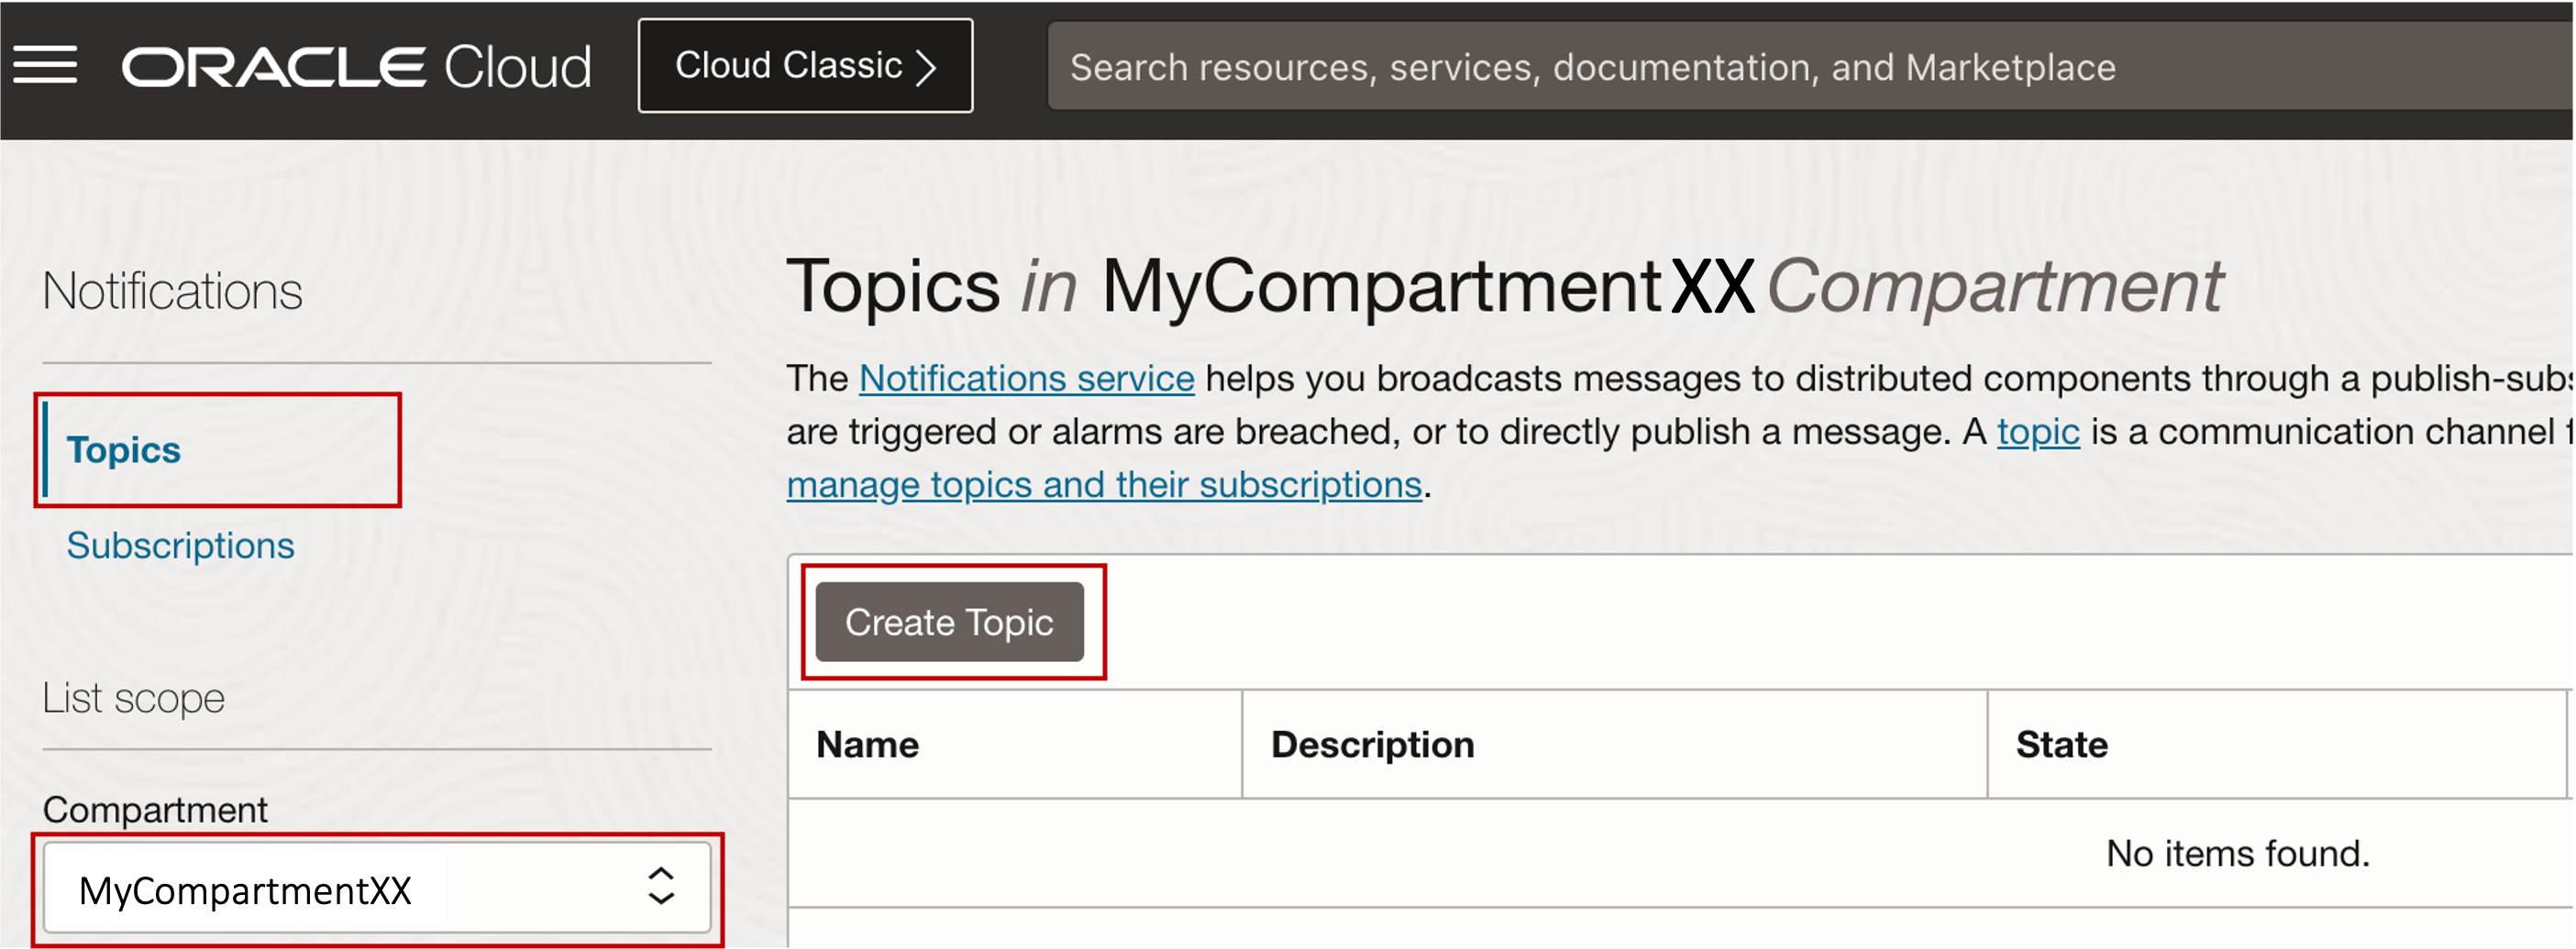 ORACLE Cloud
Cloud Classic
Search resources, services, documentation, and Marketplace
Notifications
Topics
Subscriptions
List scope
Compartment
MyCompartmentXX
Topics in MyCompartmentXX Compartment
The Notifications service helps you broadcasts messages to distributed components through a publish-subs
are triggered or alarms are breached, or to directly publish a message. A topic is a communication channel
manage topics and their subscriptions.
Create Topic
Name Description State
No items found.